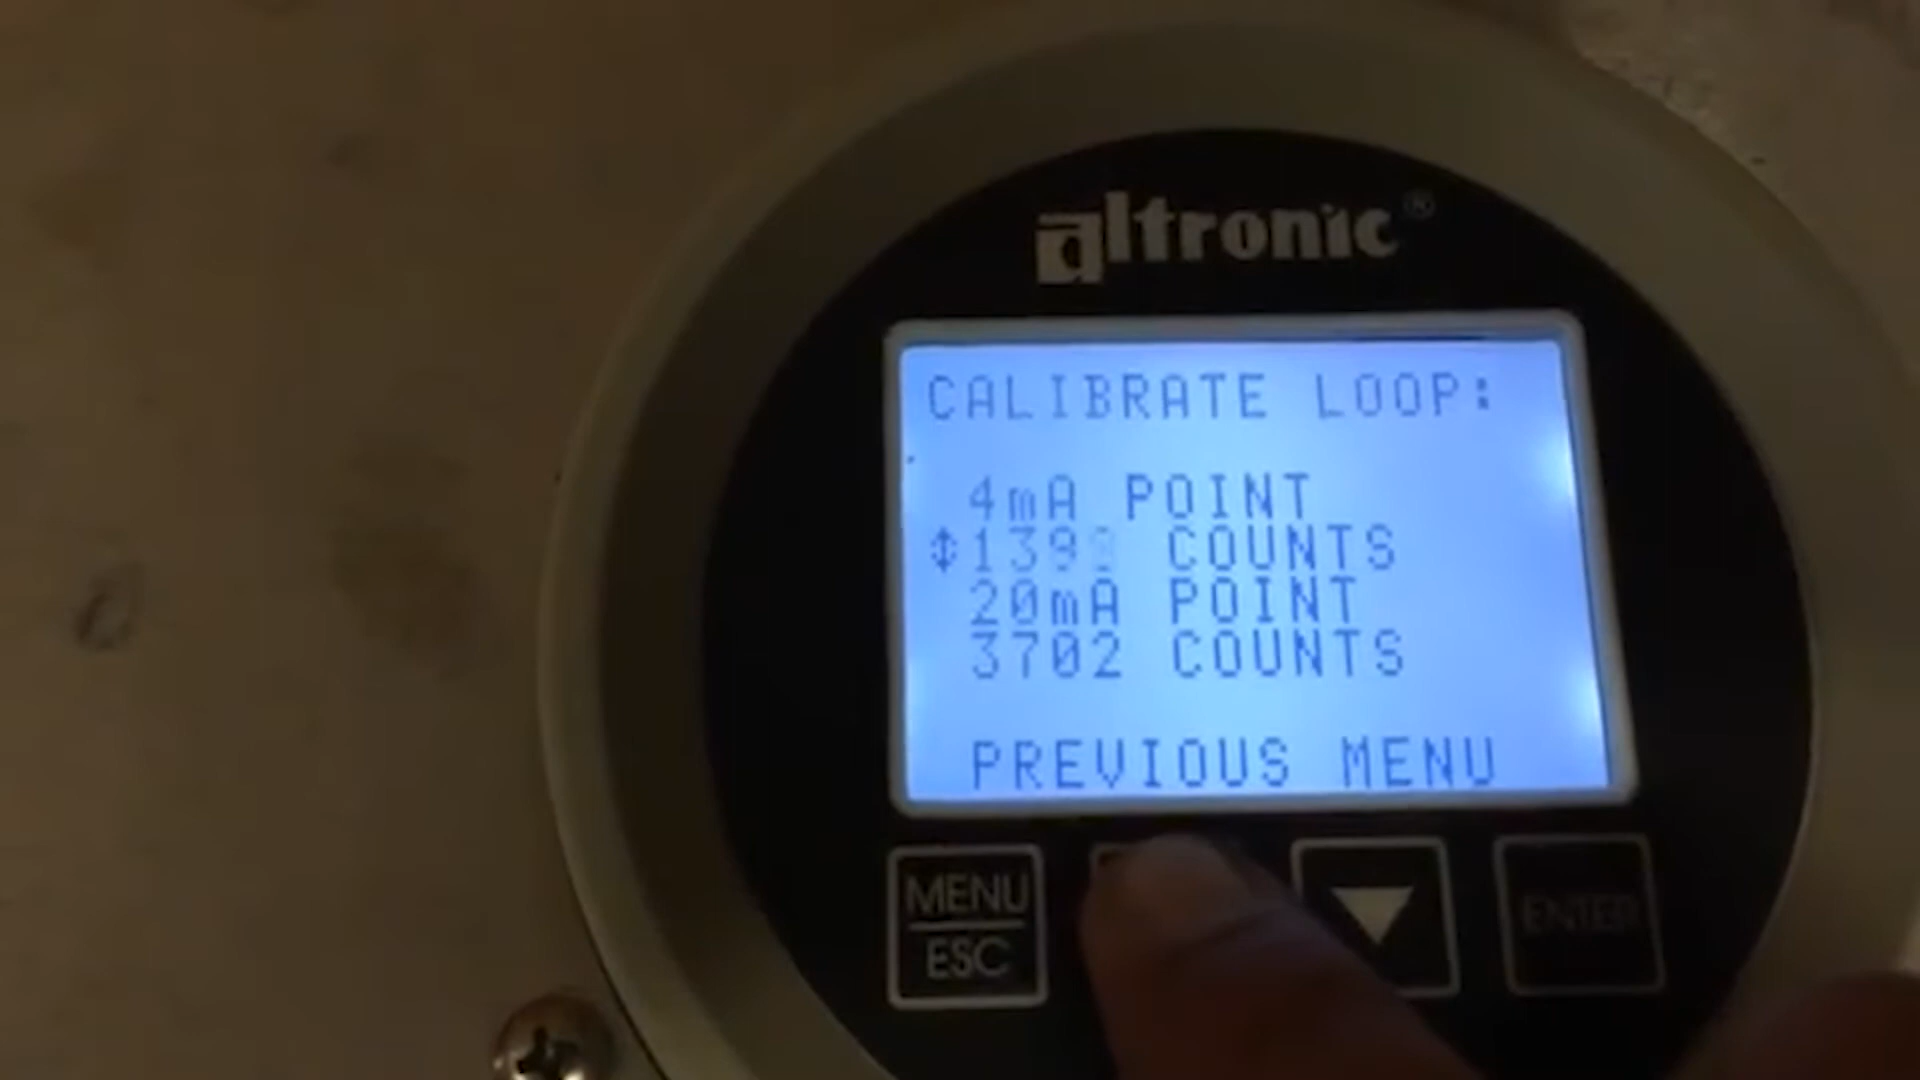 altronic®
CALIBRATE LOOP:
4mA POINT
↕ COUNTS
20mA POINT
3702 COUNTS
PREVIOUS MENU
MENU
ESC
ENTER